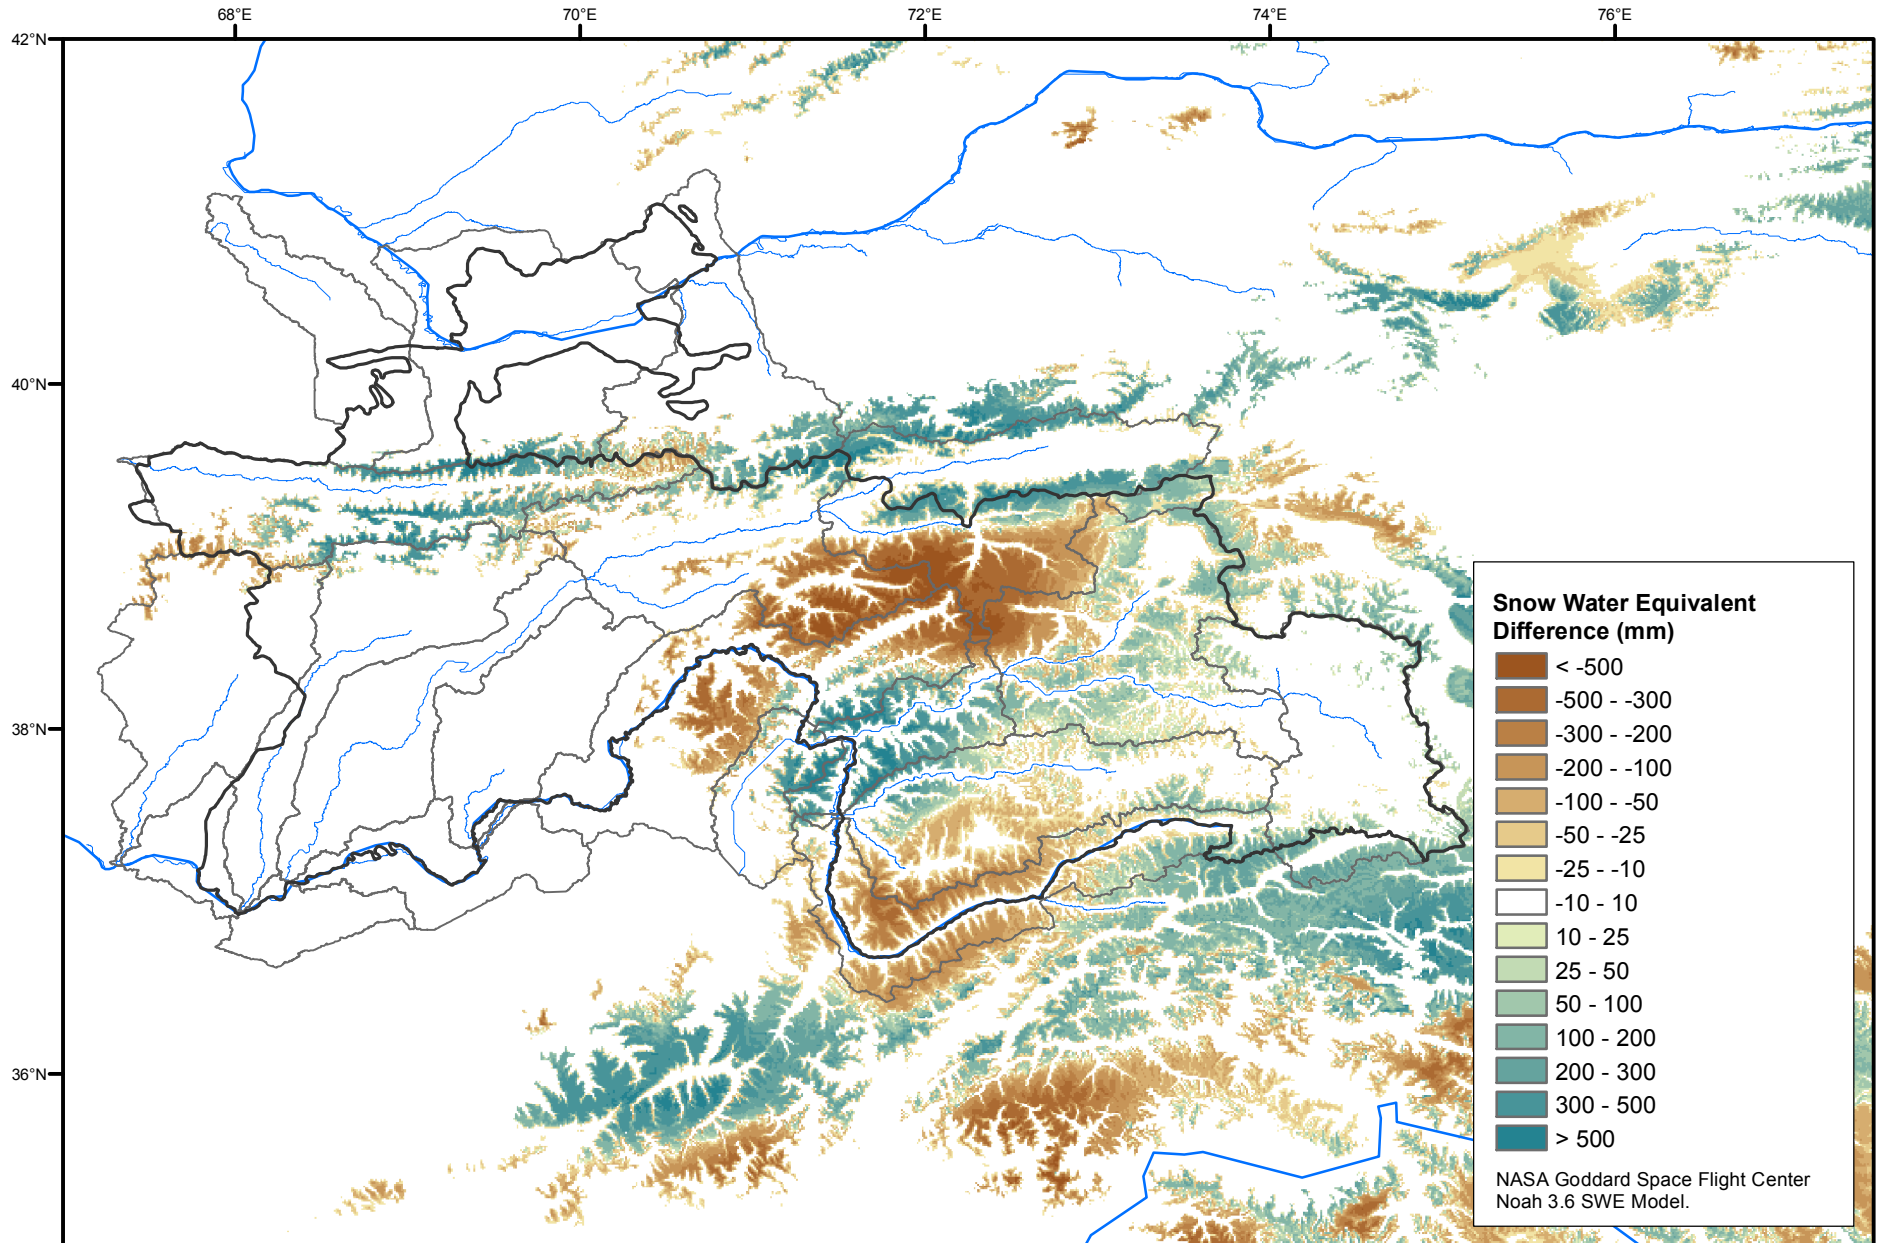 68°E
70°E
72°E
74°E
76°E
42°N
40°N
38°N
36°N
Snow Water Equivalent
Difference (mm)
< -500
-500 - -300
-300 - -200
-200 - -100
-100 - -50
-50 - -25
-25 - -10
-10 - 10
10 - 25
25 - 50
50 - 100
100 - 200
200 - 300
300 - 500
> 500
NASA Goddard Space Flight Center
Noah 3.6 SWE Model.